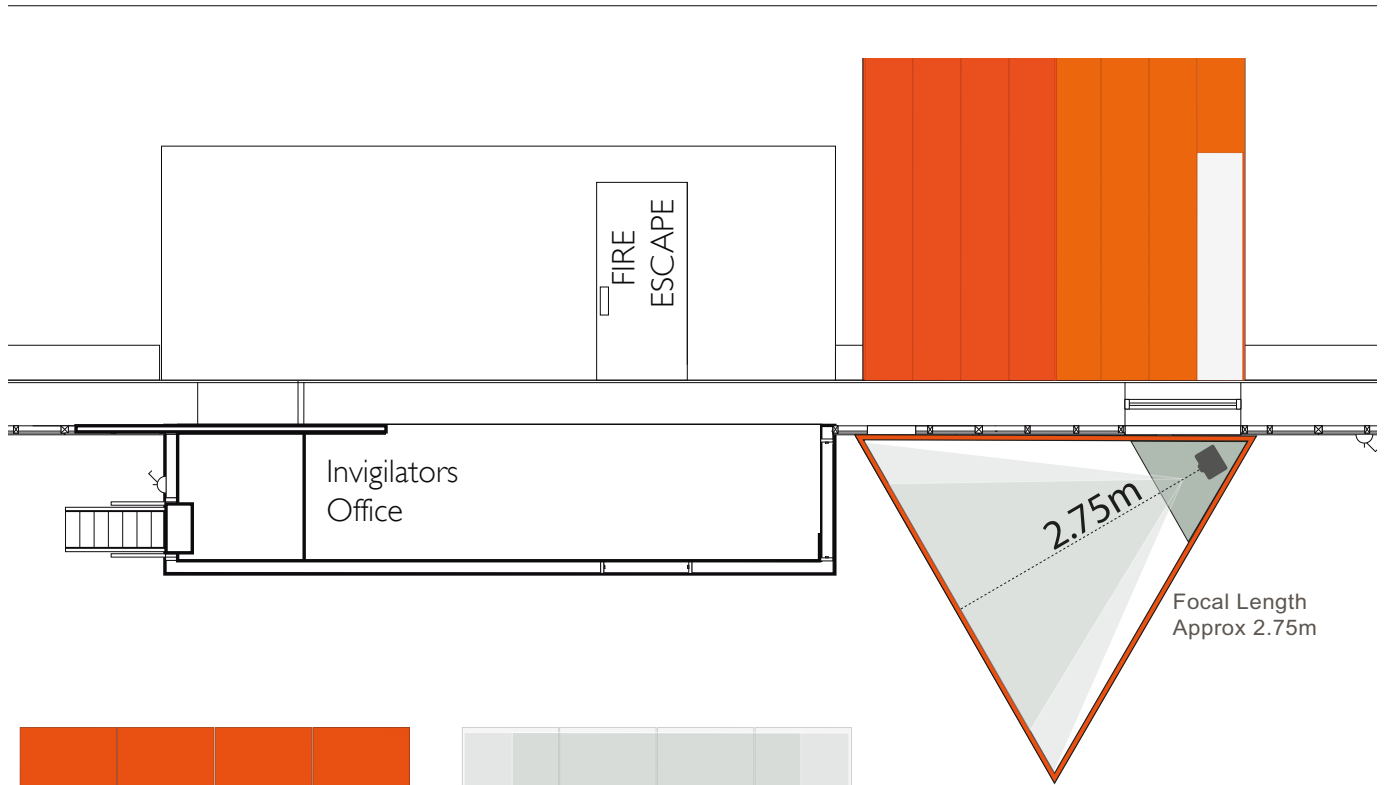 FIRE
ESCAPE
Invigilators
Office
2.75m
Focal Length
Approx 2.75m